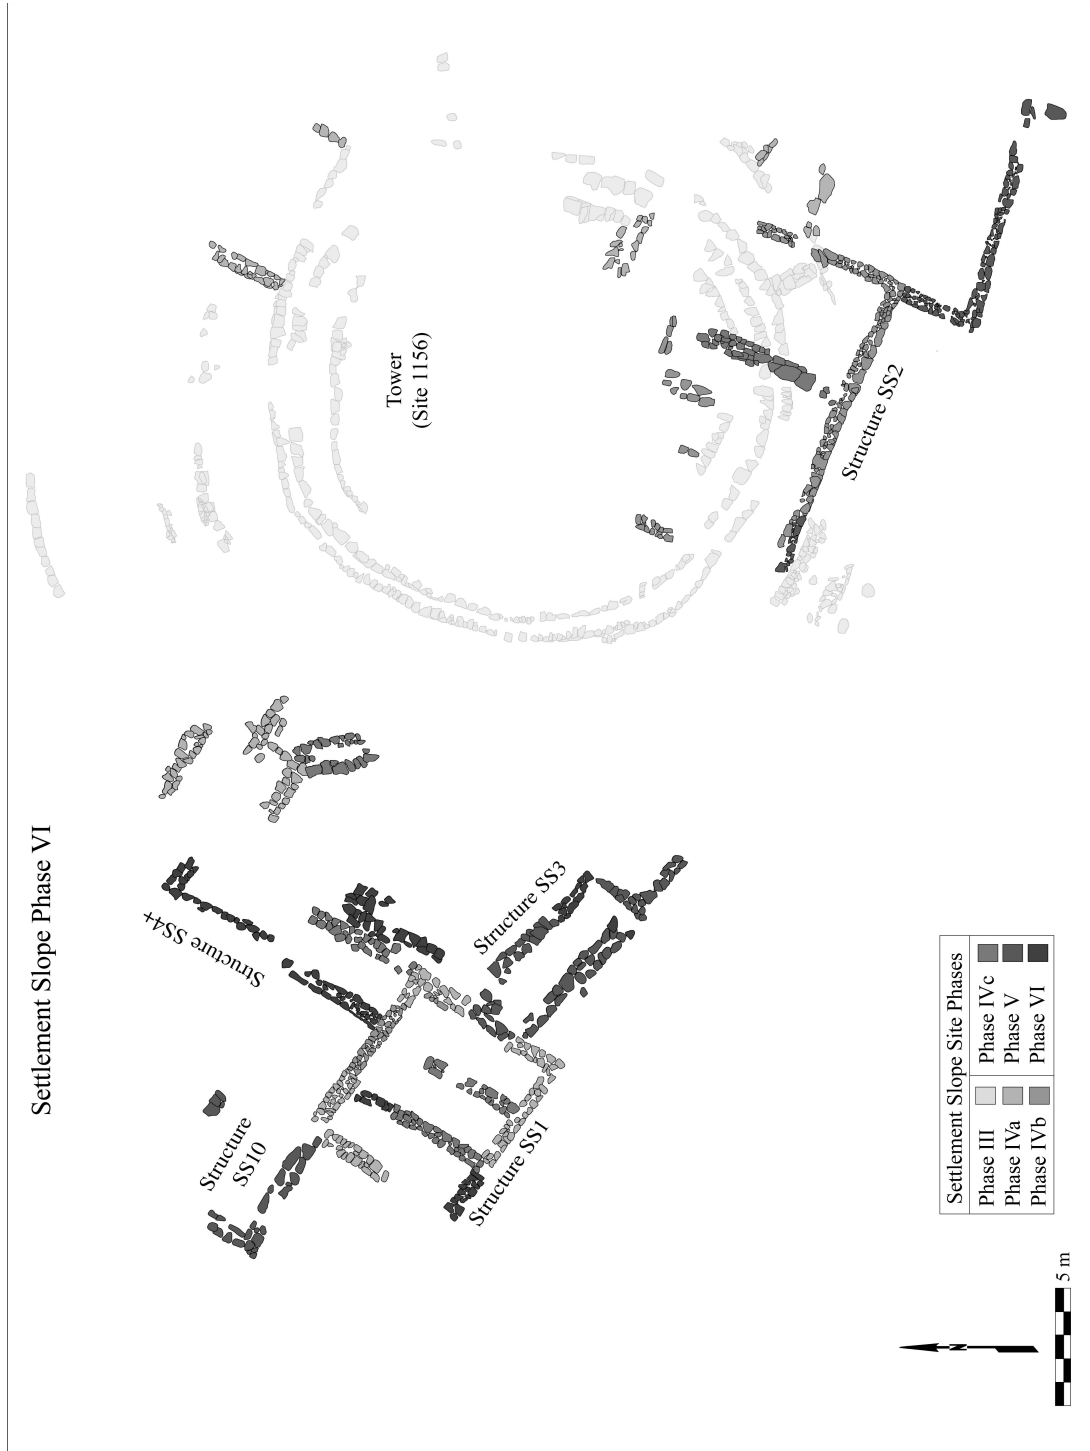 Settlement Slope Phase VI
Tower
(Site 1156)
Structure SS2
Structure SS4+
Structure SS3
Structure
SS10
Structure SS1
Settlement Slope Site Phases
Phase III
Phase IVa
Phase IVb
Phase IVc
Phase V
Phase VI
N
5 m